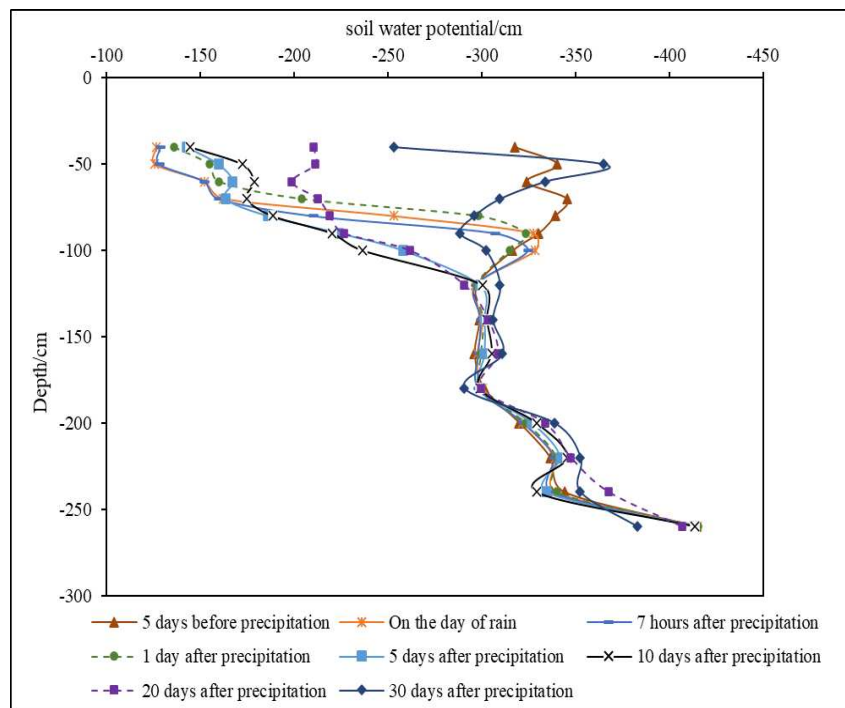 soil water potential/cm
-100 -150 -200 -250 -300 -350 -400 -450
0
-50
-100
-150
-200
-250
-300
Depth/cm
5 days before precipitation On the day of rain 7 hours after precipitation
1 day after precipitation 5 days after precipitation 10 days after precipitation
20 days after precipitation 30 days after precipitation